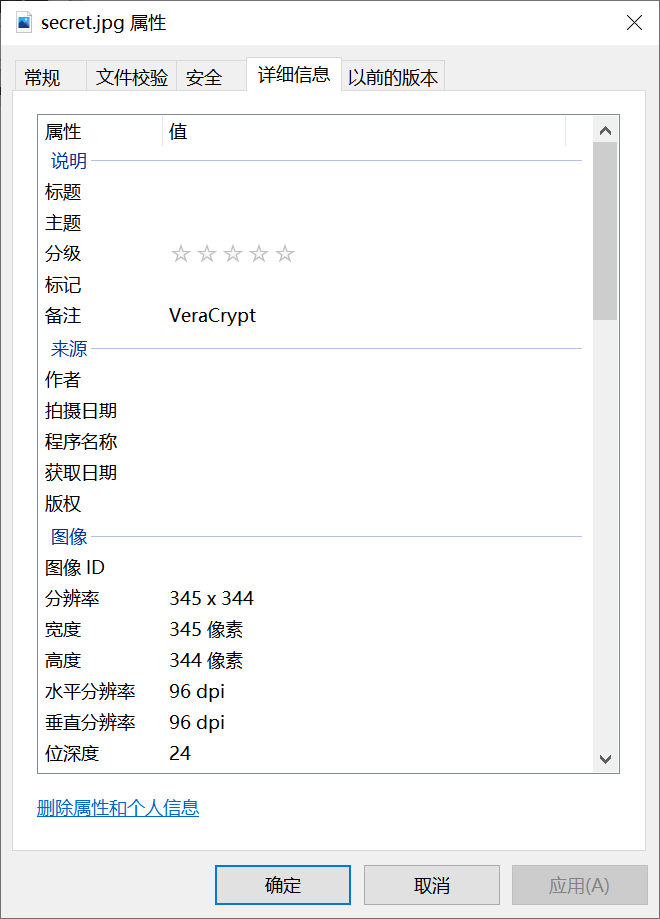 secret.jpg 属性
常规 文件校验 安全 详细信息 以前的版本
属性 值
说明
标题
主题
分级 ☆☆☆☆☆
标记
备注 VeraCrypt
来源
作者
拍摄日期
程序名称
获取日期
版权
图像
图像 ID
分辨率 345 x 344
宽度 345 像素
高度 344 像素
水平分辨率 96 dpi
垂直分辨率 96 dpi
位深度 24
删除属性和个人信息
确定 取消 应用(A)